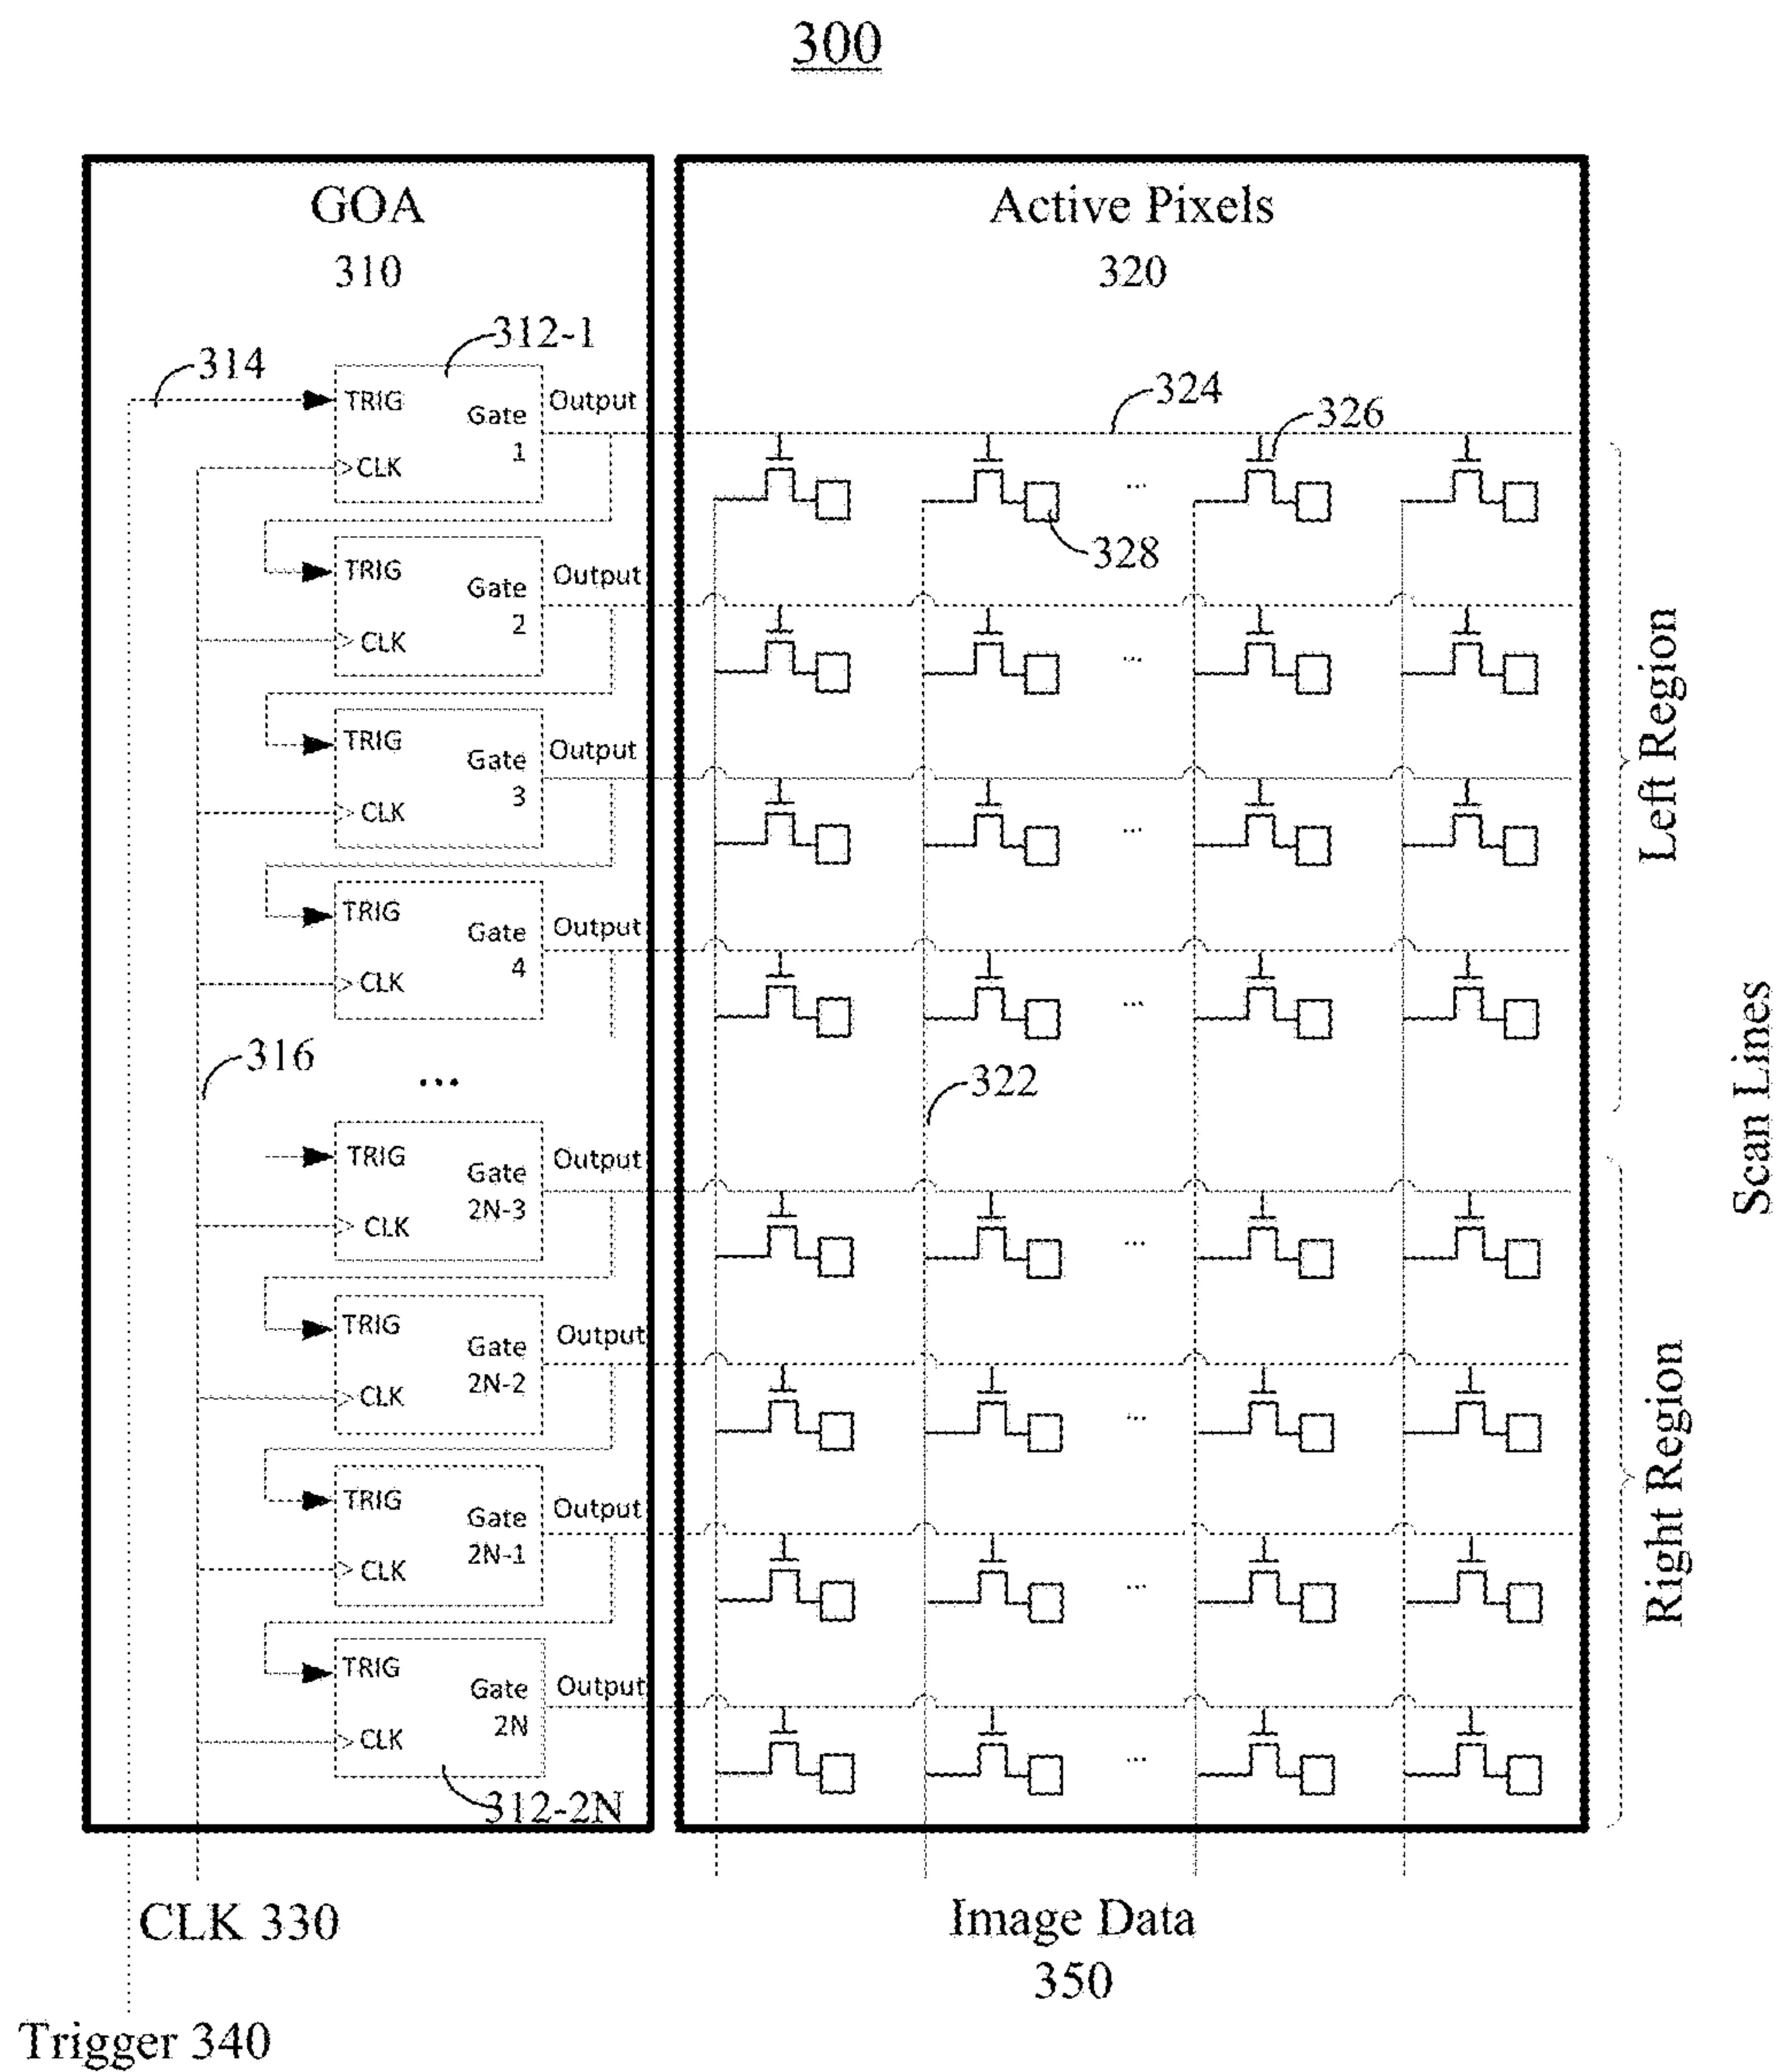 300
GOA
310
Active Pixels
320
312-1
314
TRIG
Gate
1
CLK
Output
324
326
328
TRIG
Gate
2
CLK
Output
TRIG
Gate
3
CLK
Output
TRIG
Gate
4
CLK
Output
...
...
...
...
Left Region
316
...
322
Scan Lines
TRIG
Gate
2N-3
CLK
Output
TRIG
Gate
2N-2
CLK
Output
TRIG
Gate
2N-1
CLK
Output
TRIG
Gate
2N
CLK
Output
...
...
...
...
Right Region
312-2N
CLK 330
Image Data
350
Trigger 340